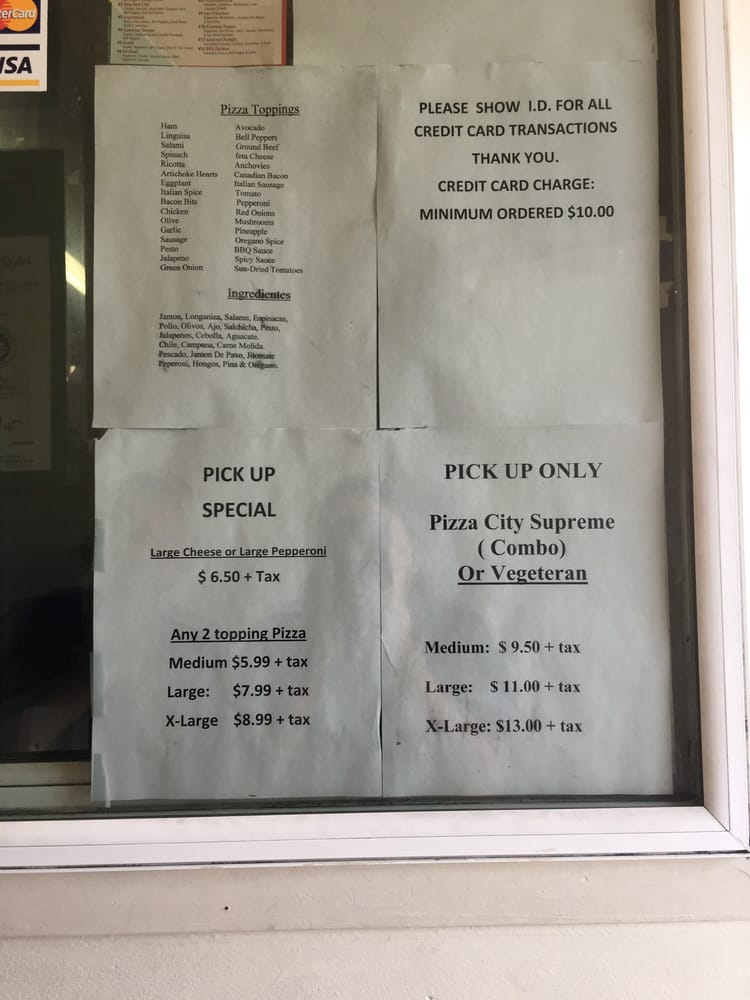 MasterCard
VISA
Pizza Toppings
Ham
Linguisa
Salami
Spinach
Ricotta
Artichoke Hearts
Eggplant
Italian Spice
Bacon Bits
Chicken
Olive
Garlic
Sausage
Pesto
Jalapeno
Green Onion
Avocado
Bell Peppers
Ground Beef
feta Cheese
Anchovies
Canadian Bacon
Italian Sausage
Tomato
Pepperoni
Red Onions
Mushrooms
Pineapple
Oregano Spice
BBQ Sauce
Spicy Sause
Sun-Dried Tomatoes
Ingredientes
Jamon, Longaniza, Salame, Espinacas,
Pollo, Olivos, Ajo, Salchicha, Pesto,
Jalapenos, Cebolla, Aguacate.
Chile, Campana, Carne Molida.
Pescado, Jamon De Pavo, Jitomate
Peperoni, Hongos, Pina & Oregano.
PLEASE SHOW I.D. FOR ALL
CREDIT CARD TRANSACTIONS
THANK YOU.
CREDIT CARD CHARGE:
MINIMUM ORDERED $10.00
PICK UP
SPECIAL
Large Cheese or Large Pepperoni
$ 6.50 + Tax
Any 2 topping Pizza
Medium $5.99 + tax
Large: $7.99 + tax
X-Large $8.99 + tax
PICK UP ONLY
Pizza City Supreme
( Combo)
Or Vegeteran
Medium: $ 9.50 + tax
Large: $ 11.00 + tax
X-Large: $13.00 + tax